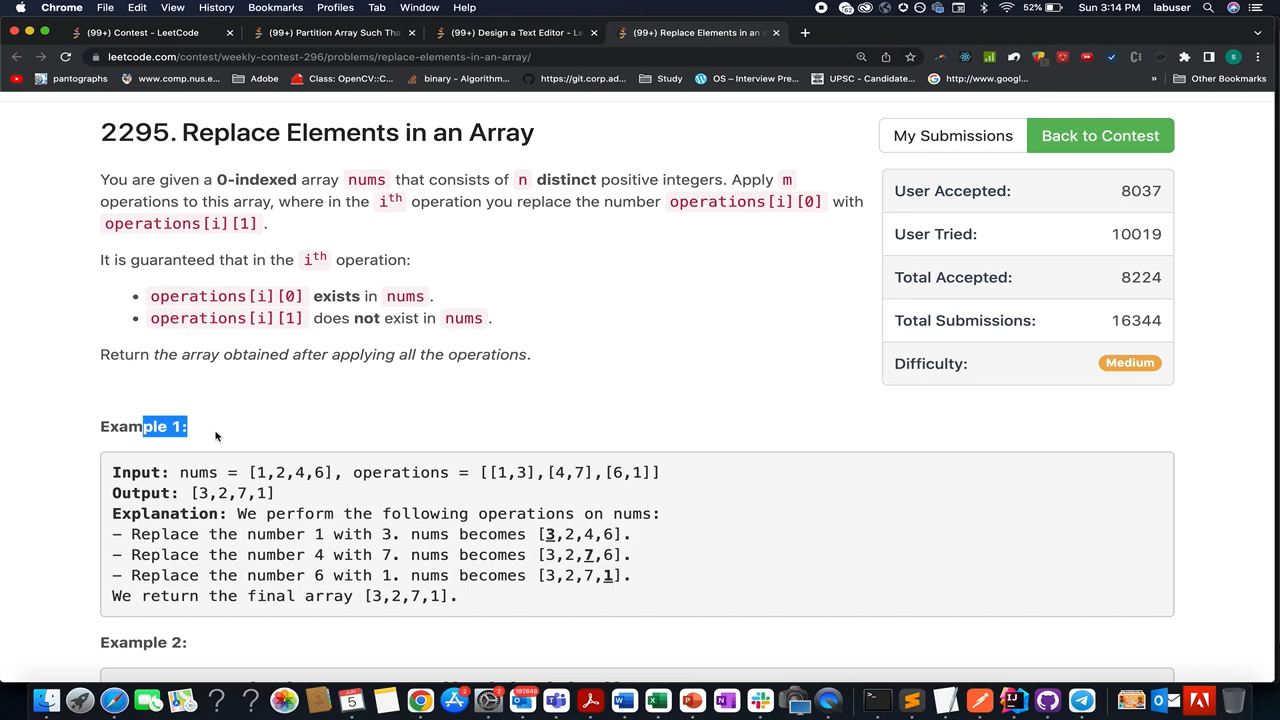 Chrome File Edit View History Bookmarks Profiles Tab Window Help 52% Sun 3:14 PM labuser
(99+) Contest - LeetCode (99+) Partition Array Such Tha (99+) Design a Text Editor - Le (99+) Replace Elements in an A
leetcode.com/contest/weekly-contest-296/problems/replace-elements-in-an-array/
pantographs www.comp.nus.e... Adobe Class: OpenCV::C... binary - Algorithm... https://git.corp.ad... Study OS – Interview Pre... UPSC - Candidate... http://www.googl... » Other Bookmarks
2295. Replace Elements in an Array
My Submissions Back to Contest
You are given a 0-indexed array nums that consists of n distinct positive integers. Apply m
operations to this array, where in the ith operation you replace the number operations[i][0] with
operations[i][1].
It is guaranteed that in the ith operation:
• operations[i][0] exists in nums.
• operations[i][1] does not exist in nums.
Return the array obtained after applying all the operations.
User Accepted: 8037
User Tried: 10019
Total Accepted: 8224
Total Submissions: 16344
Difficulty: Medium
Example 1:
Input: nums = [1,2,4,6], operations = [[1,3],[4,7],[6,1]]
Output: [3,2,7,1]
Explanation: We perform the following operations on nums:
- Replace the number 1 with 3. nums becomes [3,2,4,6].
- Replace the number 4 with 7. nums becomes [3,2,7,6].
- Replace the number 6 with 1. nums becomes [3,2,7,1].
We return the final array [3,2,7,1].
Example 2: